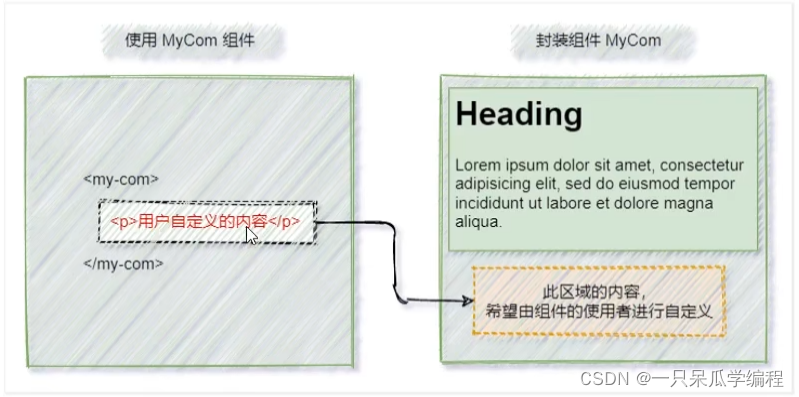 使用 MyCom 组件
<my-com>
<p>用户自定义的内容</p>
</my-com>
封装组件 MyCom
Heading
Lorem ipsum dolor sit amet, consectetur
adipisicing elit, sed do eiusmod tempor
incididunt ut labore et dolore magna
aliqua.
此区域的内容，
希望由组件的使用者进行自定义
CSDN @一只呆瓜学编程